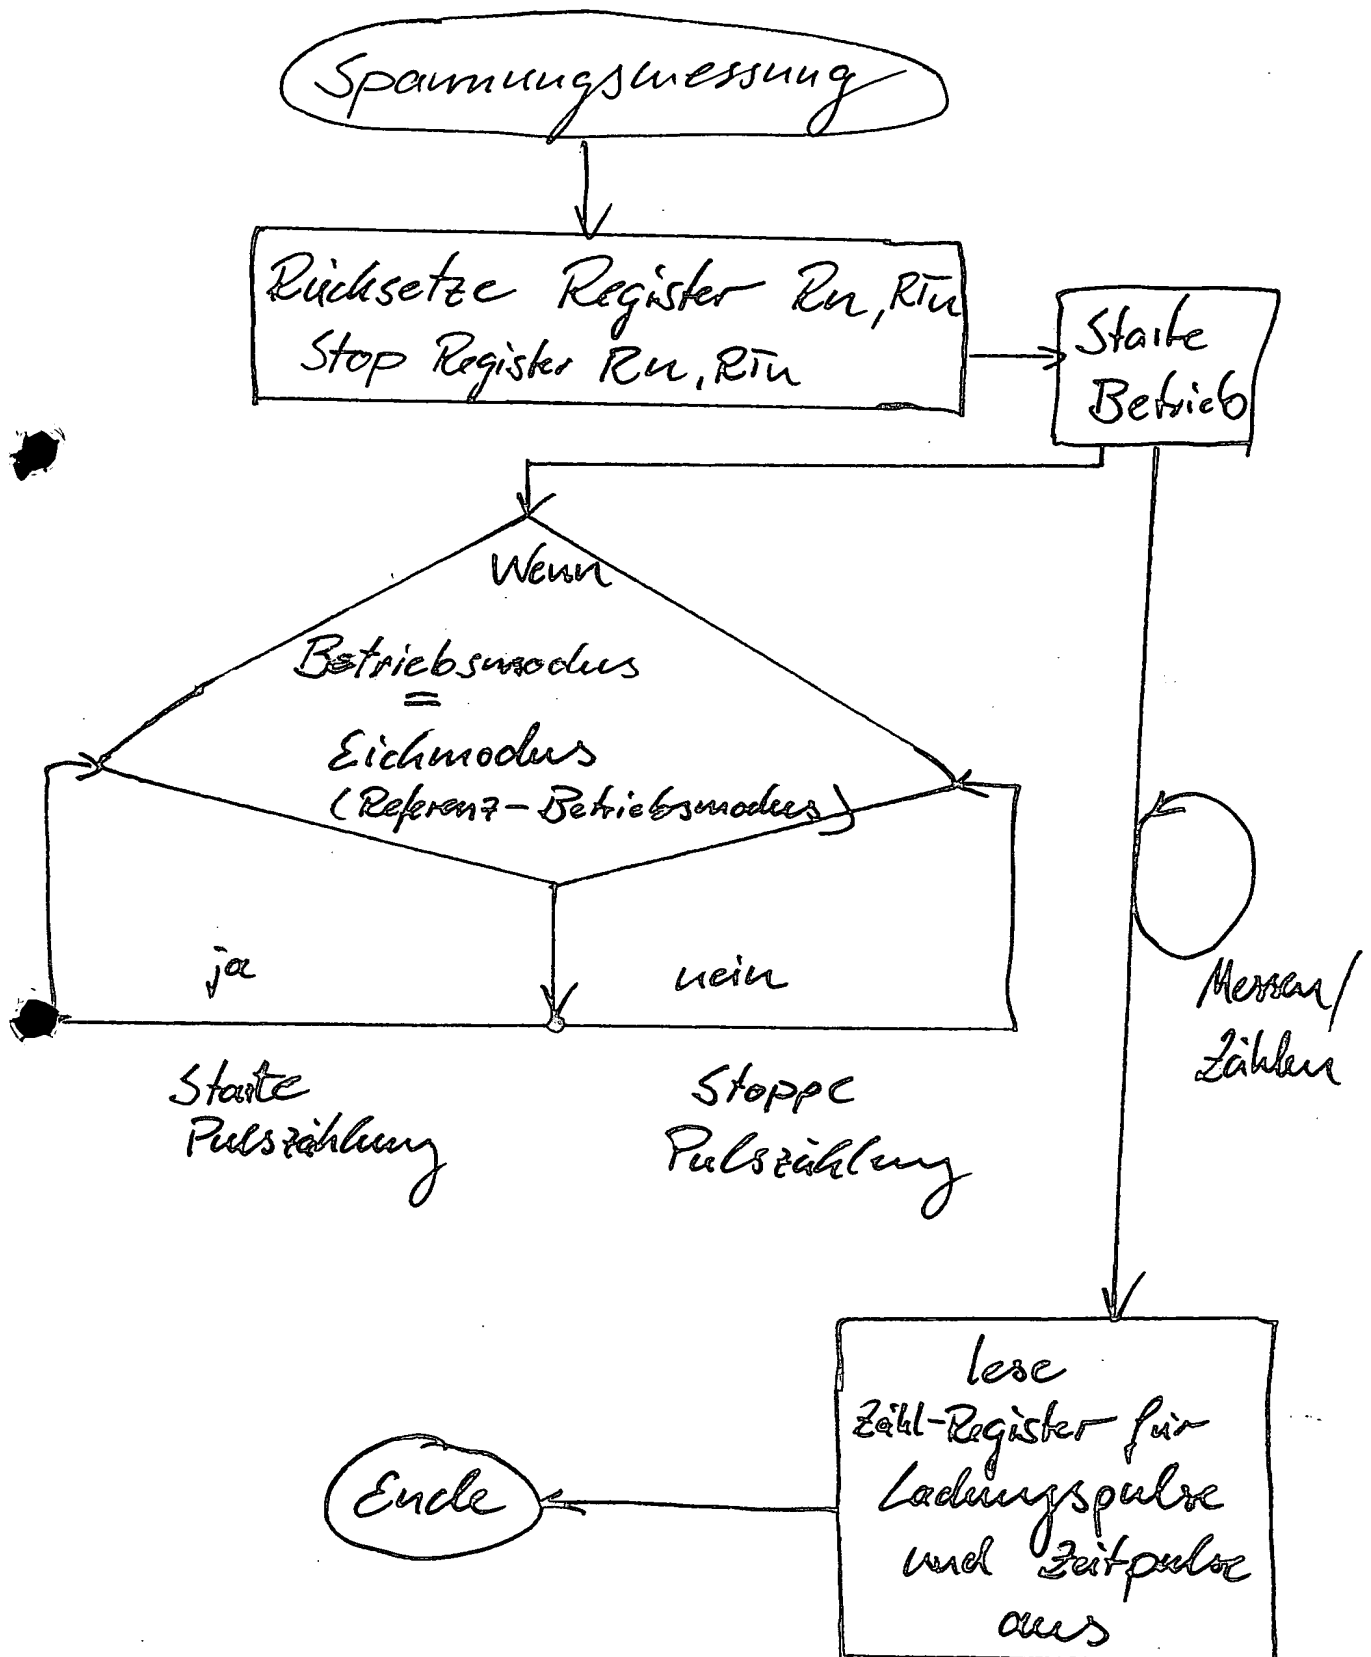 Spannungsmessung
Rücksetze Register Rn, RTn
Stop Register Rn, RTn
Starte
Betrieb
Wenn
Betriebsmodus
=
Eichmodus
(Referenz-Betriebsmodus)
ja
nein
Starte
Pulszählung
Stoppe
Pulszählung
Messen/
Zählen
lese
Zähl-Register für
Ladungspulse
und Zeitpulse
aus
Ende